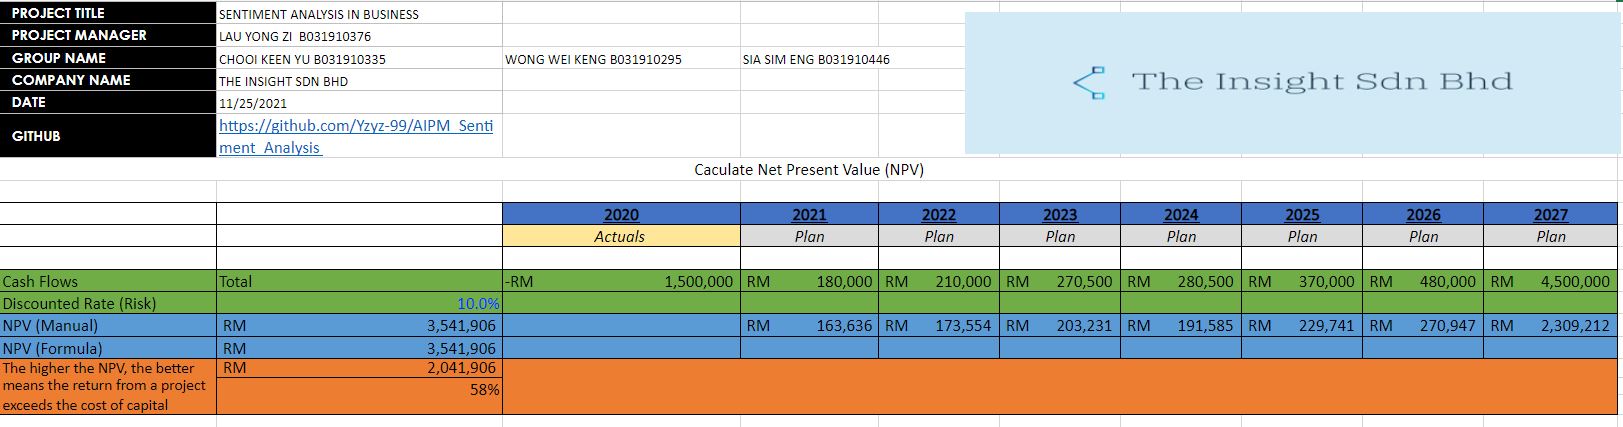 PROJECT TITLE SENTIMENT ANALYSIS IN BUSINESS
PROJECT MANAGER LAU YONG ZI B031910376
GROUP NAME CHOOI KEEN YU B031910335 WONG WEI KENG B031910295 SIA SIM ENG B031910446
COMPANY NAME THE INSIGHT SDN BHD
The Insight Sdn Bhd
DATE 11/25/2021
GITHUB https://github.com/Yzyz-99/AIPM_Senti
ment_Analysis
Caculate Net Present Value (NPV)
2020 2021 2022 2023 2024 2025 2026 2027
Actuals Plan Plan Plan Plan Plan Plan Plan
Cash Flows Total -RM 1,500,000 RM 180,000 RM 210,000 RM 270,500 RM 280,500 RM 370,000 RM 480,000 RM 4,500,000
Discounted Rate (Risk) 10.0%
NPV (Manual) RM 3,541,906 RM 163,636 RM 173,554 RM 203,231 RM 191,585 RM 229,741 RM 270,947 RM 2,309,212
NPV (Formula) RM 3,541,906
The higher the NPV, the better RM 2,041,906
means the return from a project 58%
exceeds the cost of capital